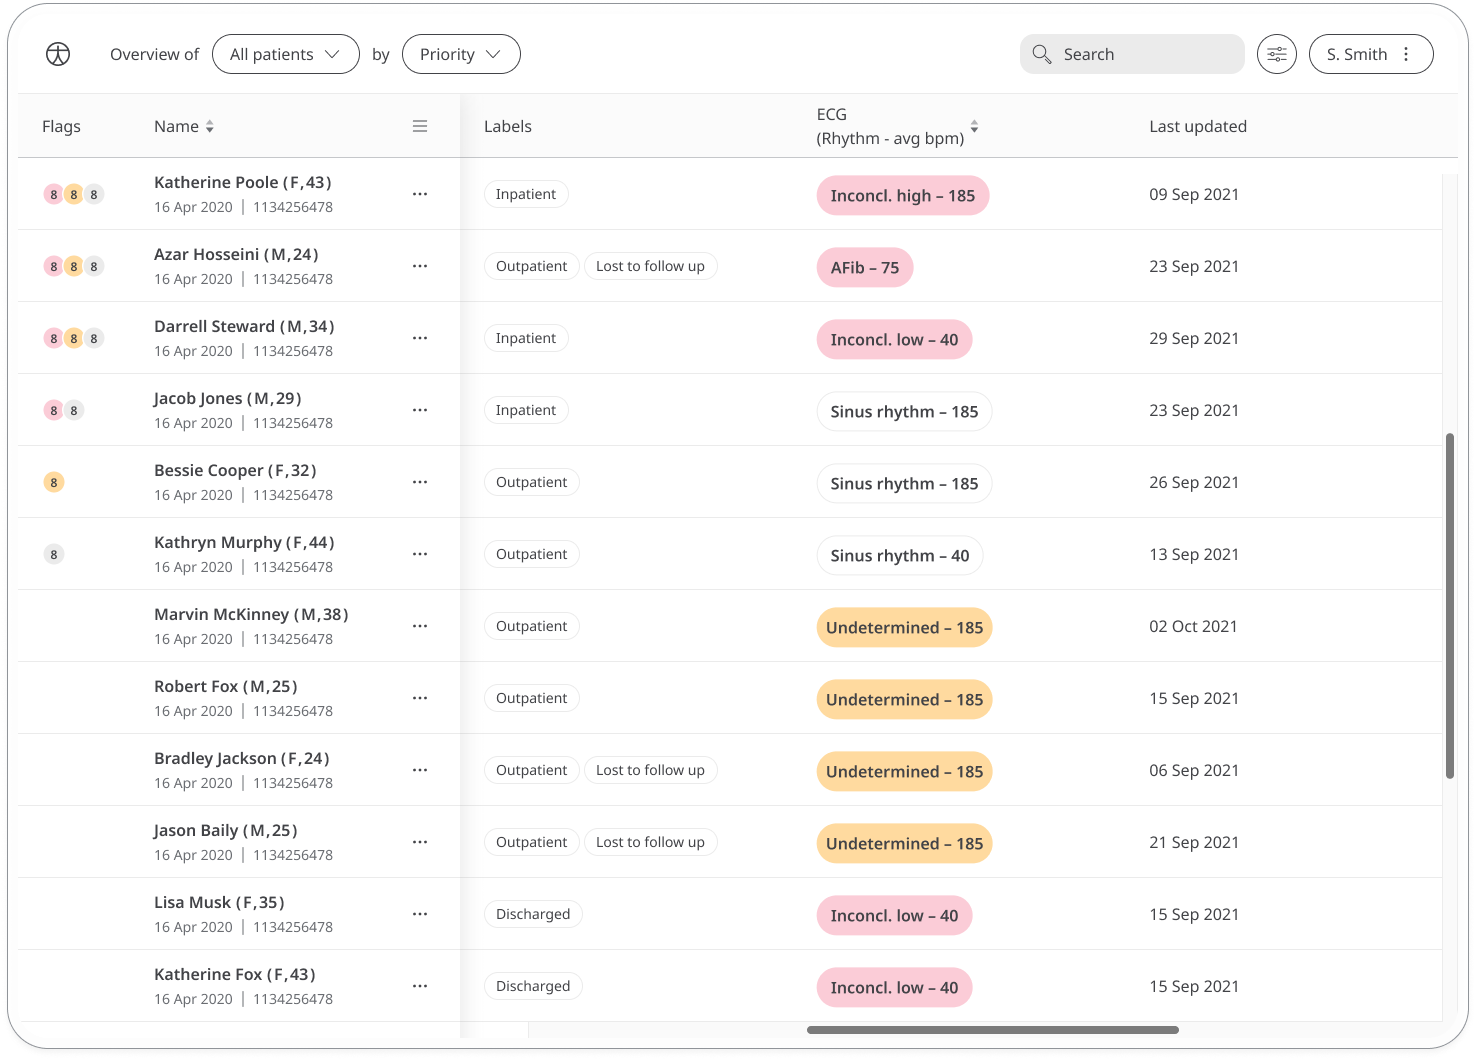 Overview of All patients by Priority Search S. Smith
Flags Name Labels ECG Last updated
(Rhythm - avg bpm)
8 8 8 Katherine Poole (F,43) Inpatient Inconcl. high – 185 09 Sep 2021
16 Apr 2020 | 1134256478
8 8 8 Azar Hosseini (M,24) Outpatient Lost to follow up AFib – 75 23 Sep 2021
16 Apr 2020 | 1134256478
8 8 8 Darrell Steward (M,34) Inpatient Inconcl. low – 40 29 Sep 2021
16 Apr 2020 | 1134256478
8 8 Jacob Jones (M,29) Inpatient Sinus rhythm – 185 23 Sep 2021
16 Apr 2020 | 1134256478
8 Bessie Cooper (F,32) Outpatient Sinus rhythm – 185 26 Sep 2021
16 Apr 2020 | 1134256478
8 Kathryn Murphy (F,44) Outpatient Sinus rhythm – 40 13 Sep 2021
16 Apr 2020 | 1134256478
Marvin McKinney (M,38) Outpatient Undetermined – 185 02 Oct 2021
16 Apr 2020 | 1134256478
Robert Fox (M,25) Outpatient Undetermined – 185 15 Sep 2021
16 Apr 2020 | 1134256478
Bradley Jackson (F,24) Outpatient Lost to follow up Undetermined – 185 06 Sep 2021
16 Apr 2020 | 1134256478
Jason Baily (M,25) Outpatient Lost to follow up Undetermined – 185 21 Sep 2021
16 Apr 2020 | 1134256478
Lisa Musk (F,35) Discharged Inconcl. low – 40 15 Sep 2021
16 Apr 2020 | 1134256478
Katherine Fox (F,43) Discharged Inconcl. low – 40 15 Sep 2021
16 Apr 2020 | 1134256478